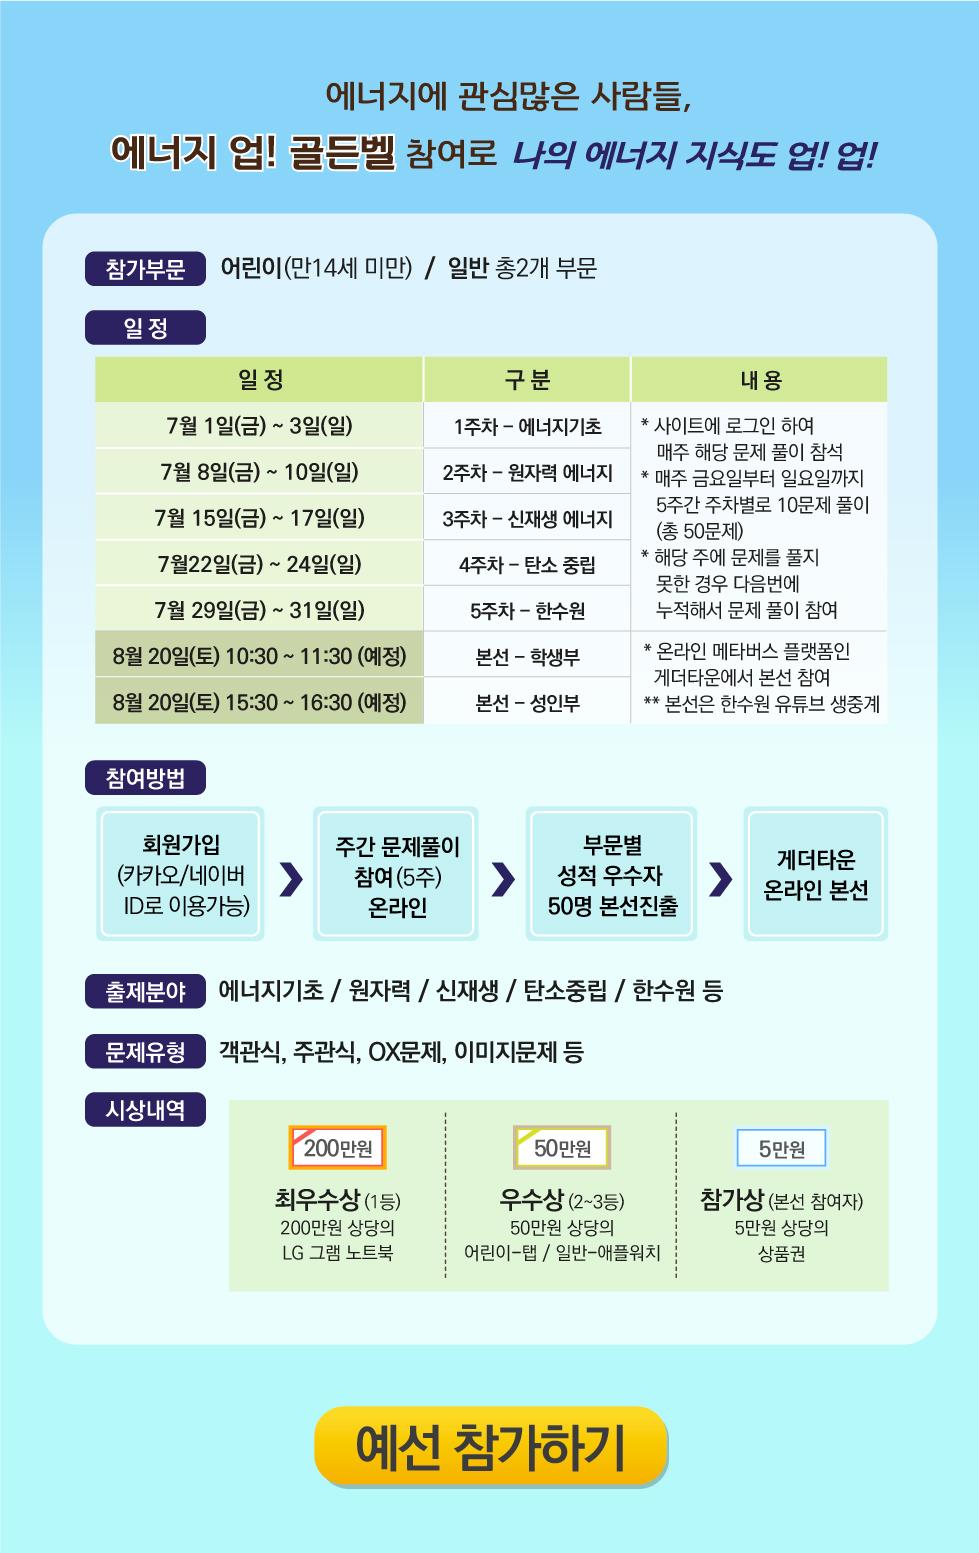 에너지에 관심많은 사람들,
에너지 업! 골든벨 참여로 나의 에너지 지식도 업! 업!
참가부문 어린이(만14세 미만) / 일반 총2개 부문
일 정
일 정 구 분 내 용
7월 1일(금) ~ 3일(일) 1주차 - 에너지기초
7월 8일(금) ~ 10일(일) 2주차 - 원자력 에너지
7월 15일(금) ~ 17일(일) 3주차 - 신재생 에너지
7월22일(금) ~ 24일(일) 4주차 - 탄소 중립
7월 29일(금) ~ 31일(일) 5주차 - 한수원
* 사이트에 로그인 하여
매주 해당 문제 풀이 참석
* 매주 금요일부터 일요일까지
5주간 주차별로 10문제 풀이
(총 50문제)
* 해당 주에 문제를 풀지
못한 경우 다음번에
누적해서 문제 풀이 참여
8월 20일(토) 10:30 ~ 11:30 (예정) 본선 - 학생부
8월 20일(토) 15:30 ~ 16:30 (예정) 본선 - 성인부
* 온라인 메타버스 플랫폼인
게더타운에서 본선 참여
** 본선은 한수원 유튜브 생중계
참여방법
회원가입
(카카오/네이버
ID로 이용가능)
주간 문제풀이
참여(5주)
온라인
부문별
성적 우수자
50명 본선진출
게더타운
온라인 본선
출제분야 에너지기초 / 원자력 / 신재생 / 탄소중립 / 한수원 등
문제유형 객관식, 주관식, OX문제, 이미지문제 등
시상내역
200만원
최우수상 (1등)
200만원 상당의
LG 그램 노트북
50만원
우수상 (2~3등)
50만원 상당의
어린이-탭 / 일반-애플워치
5만원
참가상 (본선 참여자)
5만원 상당의
상품권
예선 참가하기